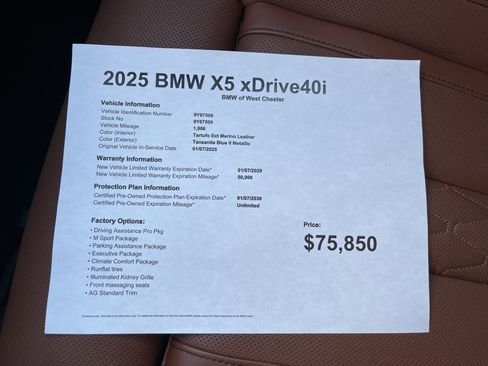 2025 BMW X5 xDrive40i
BMW of West Chester
Vehicle Information
Vehicle Identification Number 9Y67509
Stock No 9Y67509
Vehicle Mileage 1,806
Color (Interior) Tartufo Ext Merino Leather
Color (Exterior) Tanzanite Blue II Metallic
Original Vehicle In-Service Date 01/07/2025
Warranty Information
New Vehicle Limited Warranty Expiration Date* 01/07/2029
New Vehicle Limited Warranty Expiration Mileage* 50,000
Protection Plan Information
Certified Pre-Owned Protection Plan Expiration Date* 01/07/2030
Certified Pre-Owned Expiration Mileage* Unlimited
Factory Options:
• Driving Assistance Pro Pkg
• M Sport Package
• Parking Assistance Package
• Executive Package
• Climate Comfort Package
• Runflat tires
• Illuminated Kidney Grille
• Front massaging seats
• AG Standard Trim
Price:
$75,850